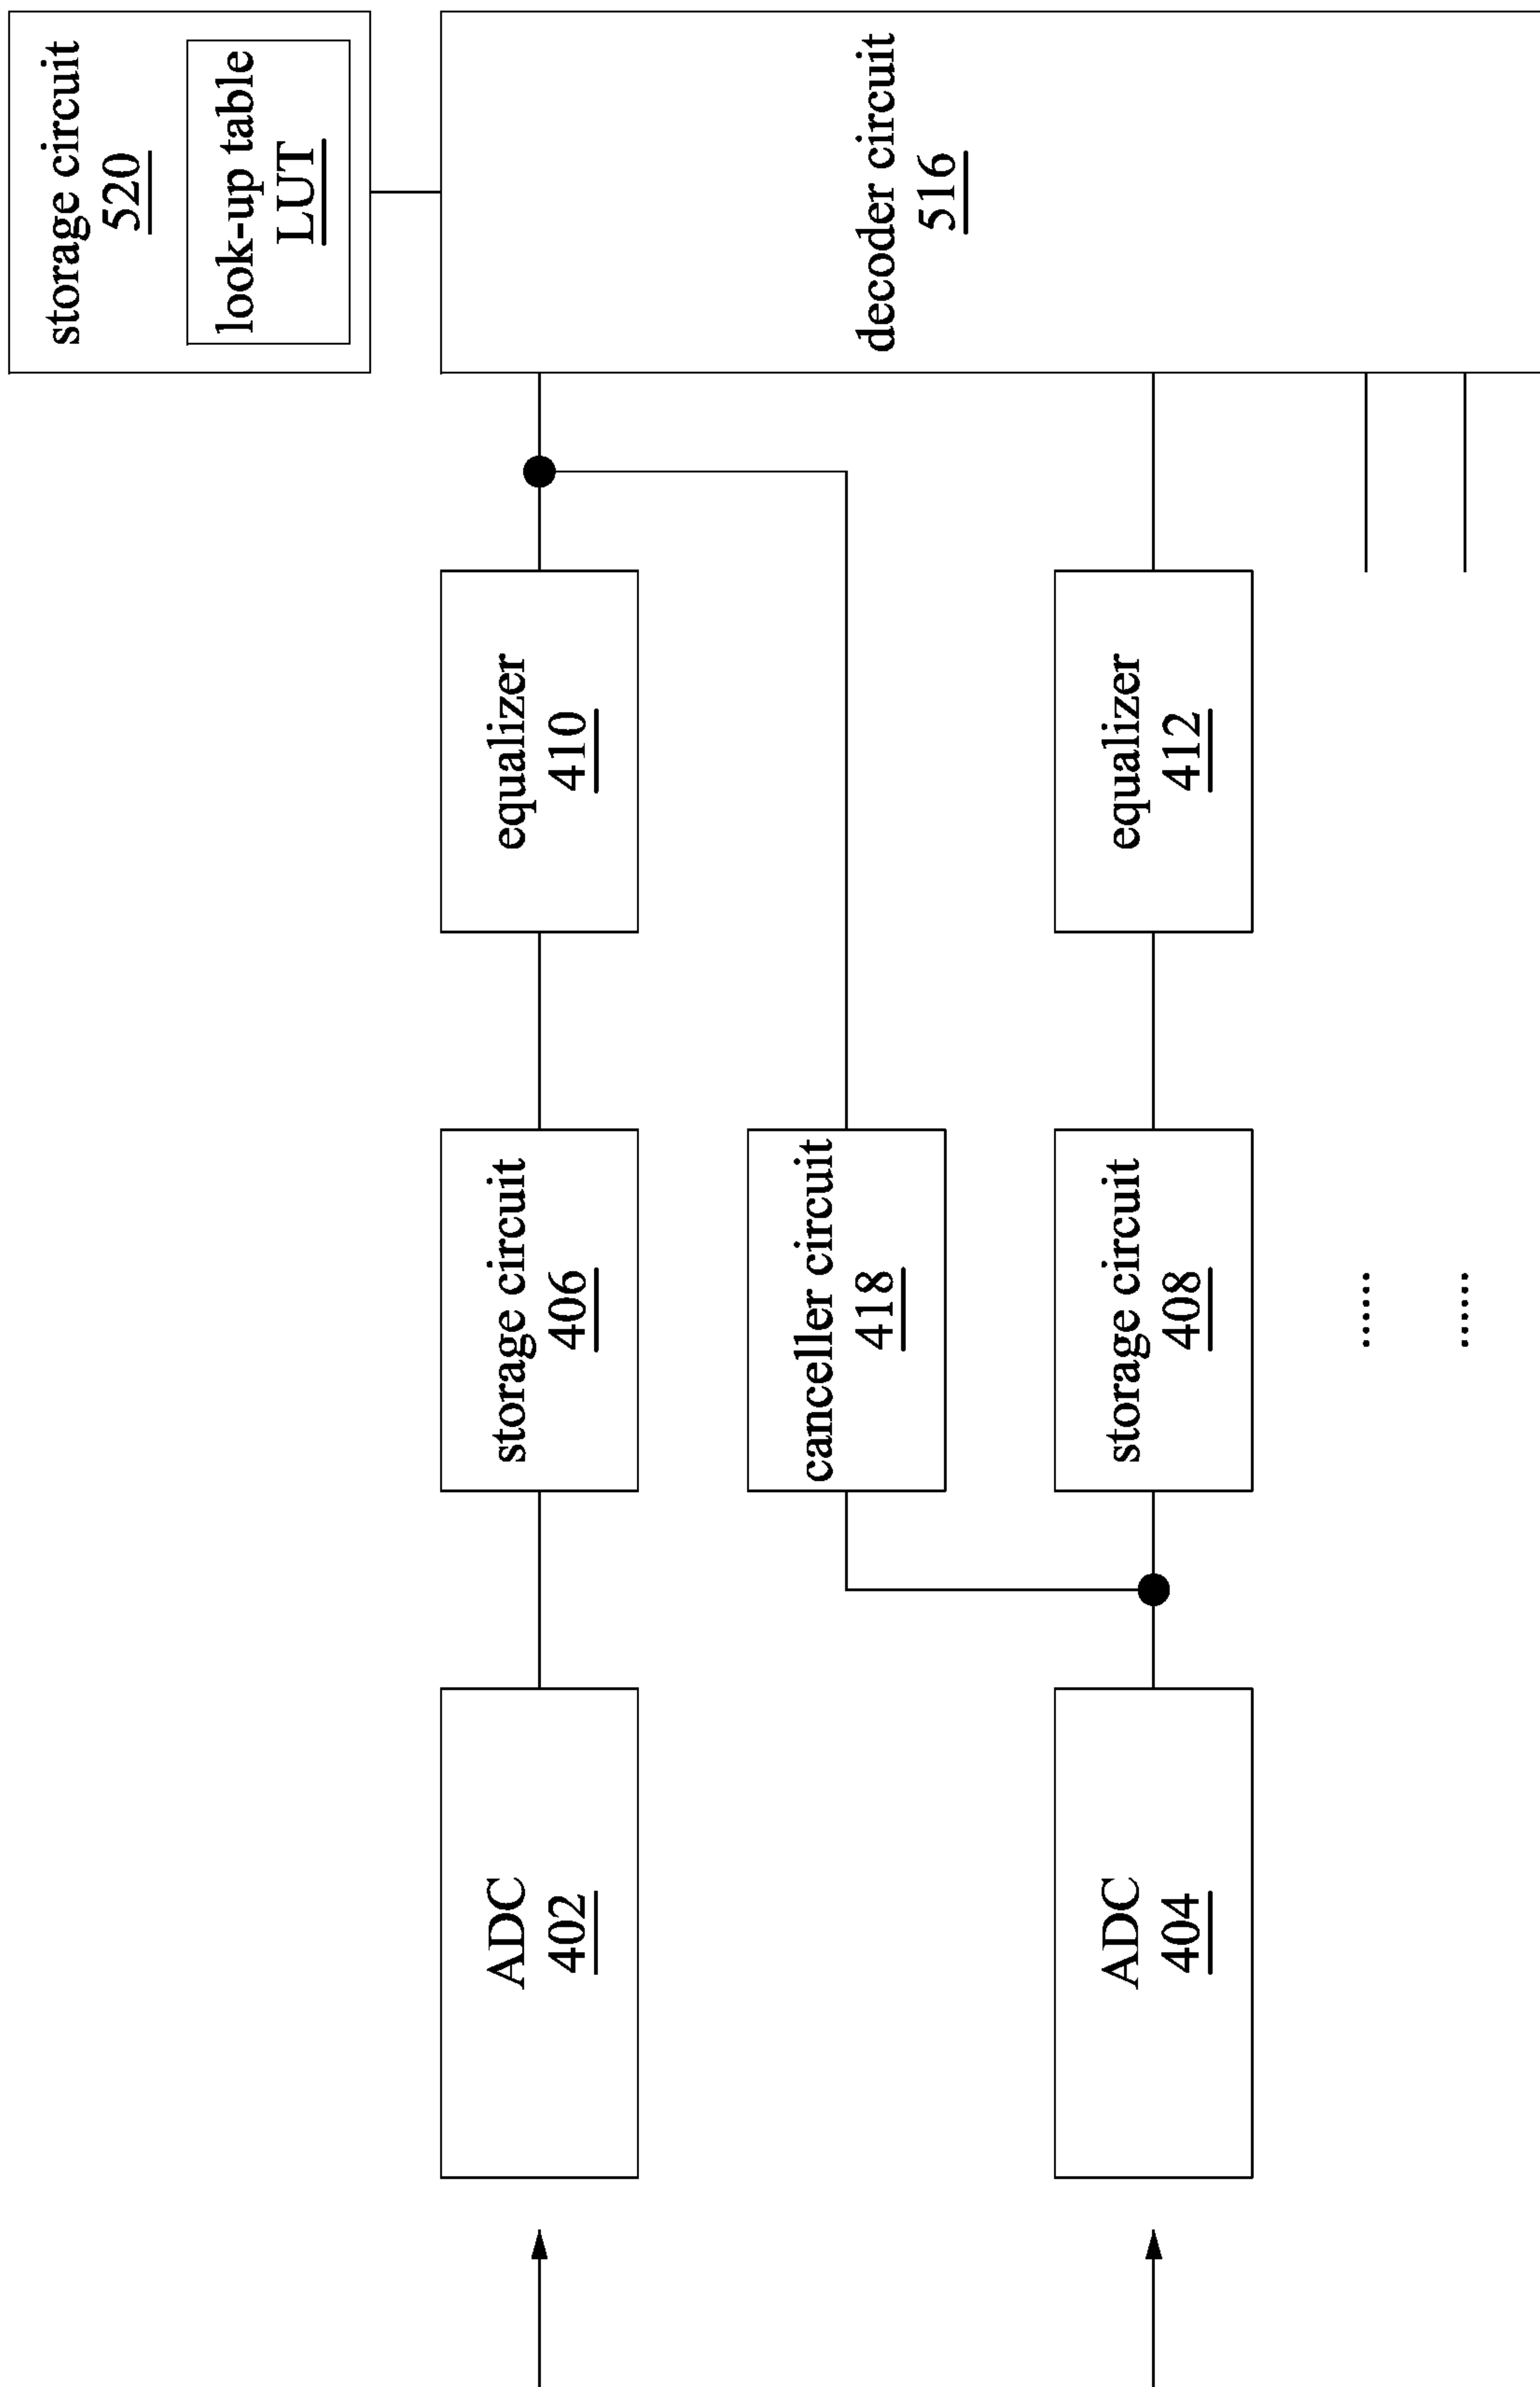 storage circuit
520
look-up table
LUT
decoder circuit
516
equalizer
410
equalizer
412
storage circuit
406
canceller circuit
418
storage circuit
408
......
......
ADC
402
ADC
404